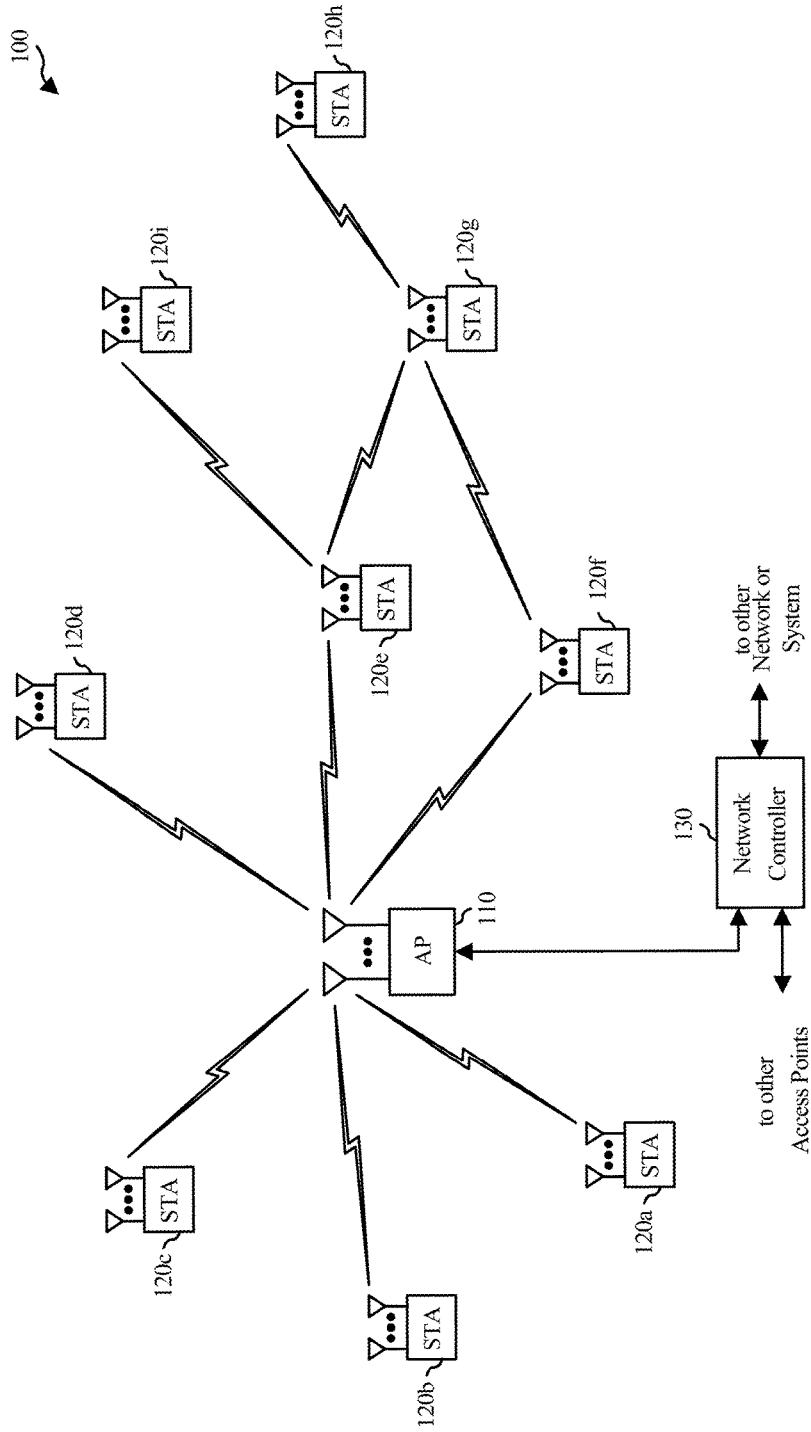 100
STA
120h
STA
120i
STA
120g
STA
120d
STA
120e
STA
120f
AP
110
STA
120c
STA
120b
STA
120a
130
Network
Controller
to other
Network or
System
to other
Access Points